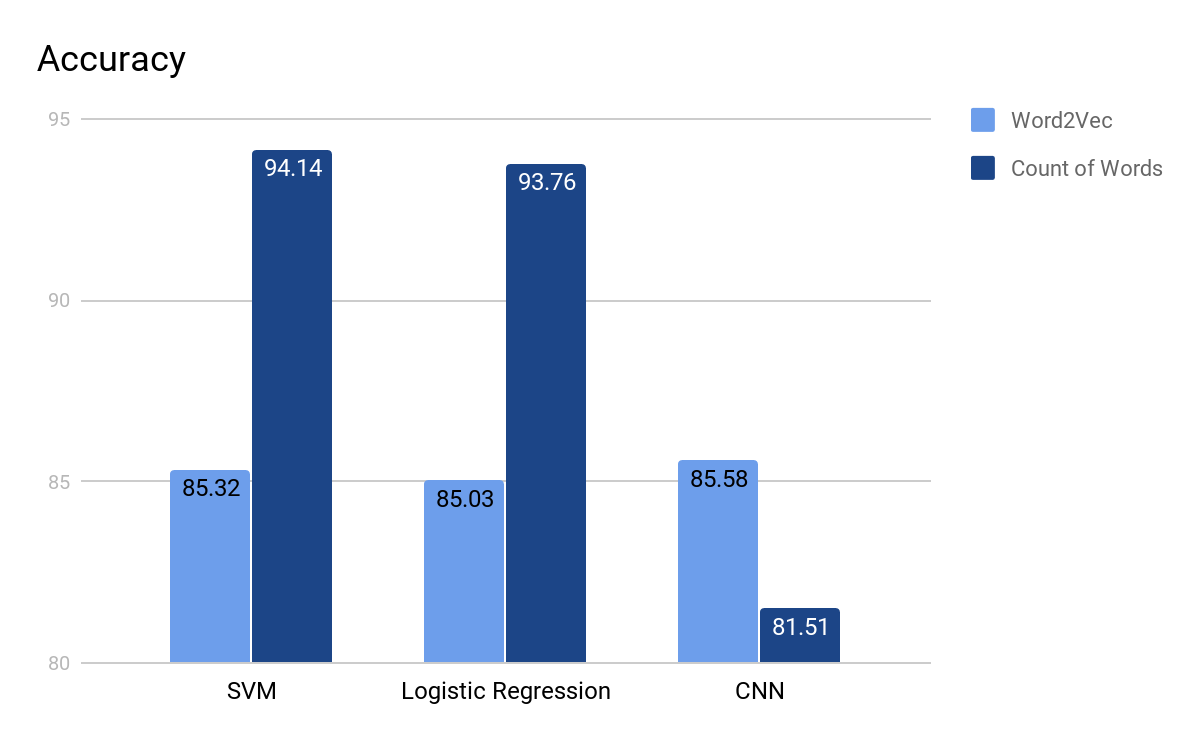 Accuracy
95
90
85
80
Word2Vec
Count of Words
94.14
93.76
85.32
85.03
85.58
81.51
SVM
Logistic Regression
CNN